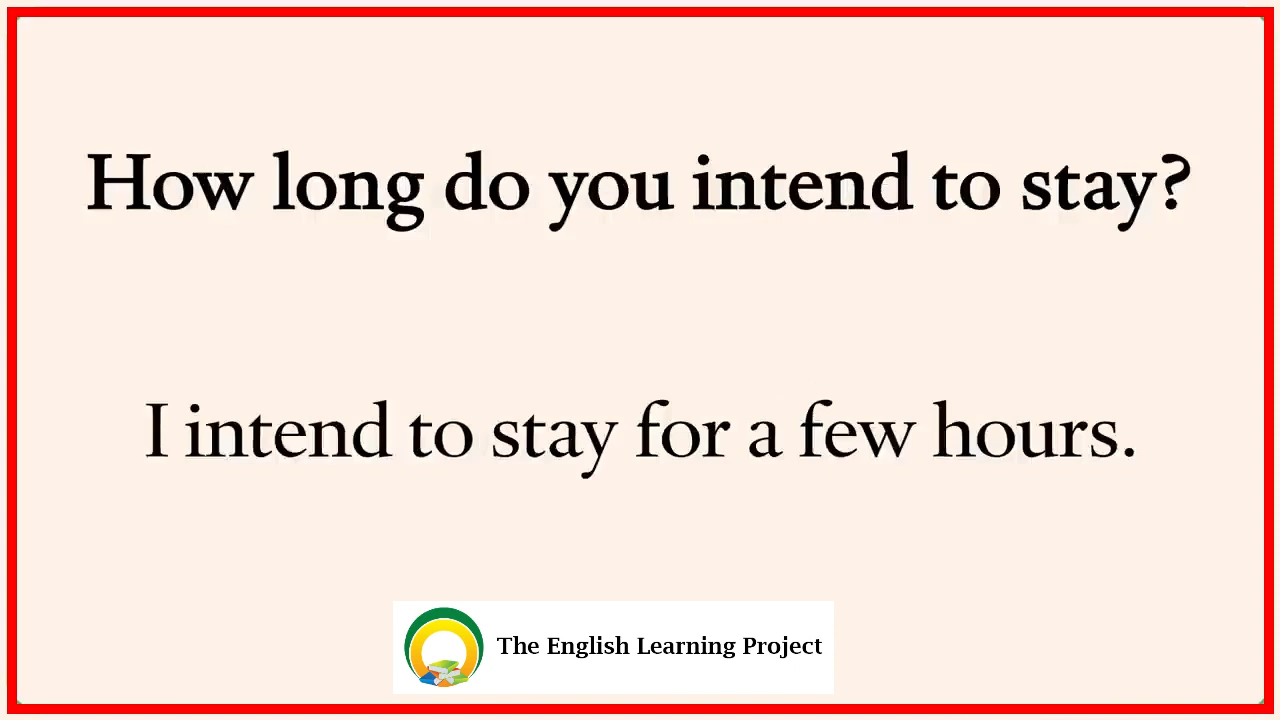 How long do you intend to stay?
I intend to stay for a few hours.
The English Learning Project